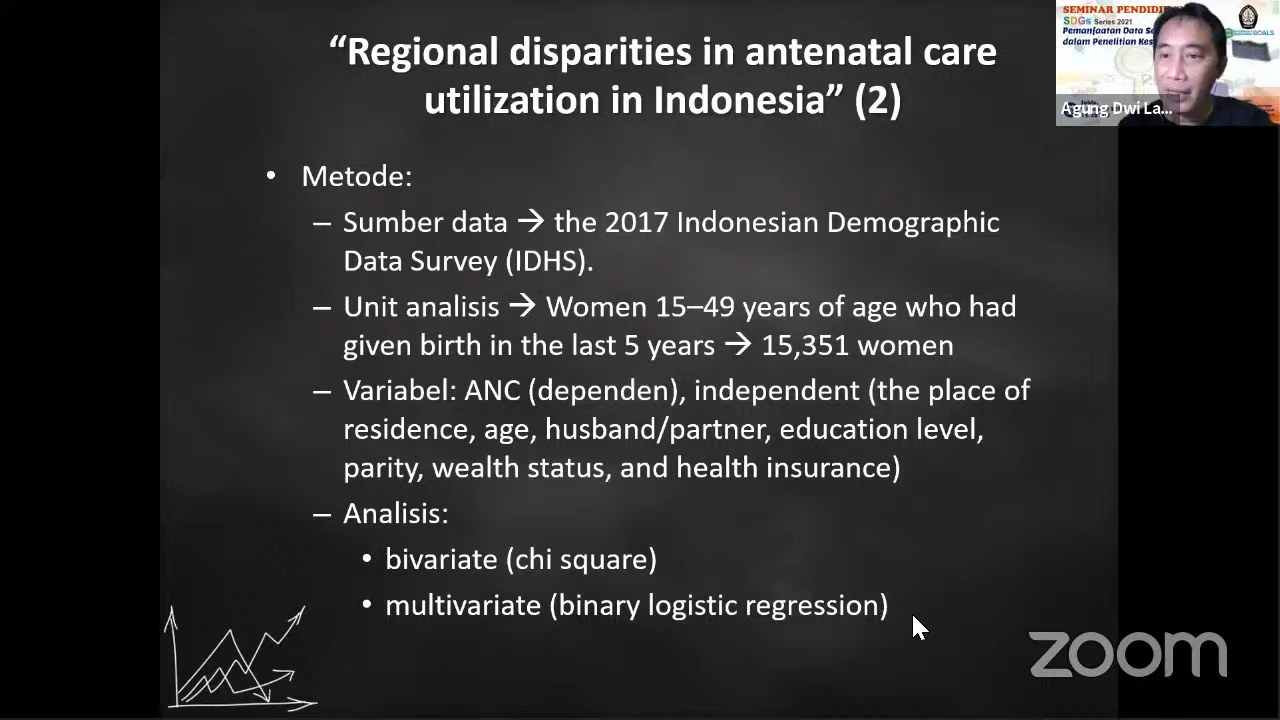 “Regional disparities in antenatal care
utilization in Indonesia” (2)
• Metode:
– Sumber data → the 2017 Indonesian Demographic
Data Survey (IDHS).
– Unit analisis → Women 15–49 years of age who had
given birth in the last 5 years → 15,351 women
– Variabel: ANC (dependen), independent (the place of
residence, age, husband/partner, education level,
parity, wealth status, and health insurance)
– Analisis:
• bivariate (chi square)
• multivariate (binary logistic regression)
SEMINAR PENDIDI
SDGs Series 2021
Pemanfaatan Data Se
dalam Penelitian Kes
GOALS
Agung Dwi La...
zoom